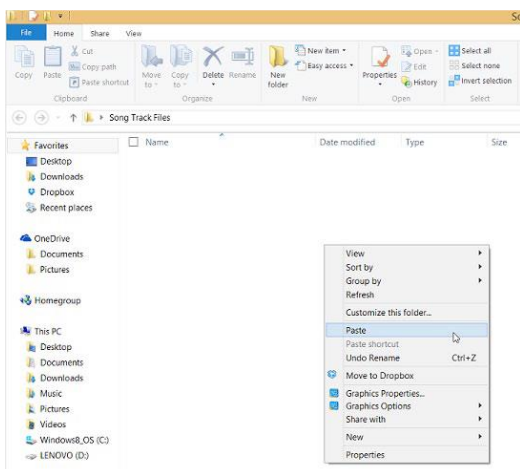 So
File Home Share View
Copy
Paste
Cut
Copy path
Paste shortcut
Clipboard
Move to
Copy to
Delete
Rename
Organize
New folder
New item
Easy access
New
Properties
Open
Edit
History
Open
Select all
Select none
Invert selection
Select
Song Track Files
Name Date modified Type Size
Favorites
Desktop
Downloads
Dropbox
Recent places
OneDrive
Documents
Pictures
Homegroup
This PC
Desktop
Documents
Downloads
Music
Pictures
Videos
Windows8_OS (C:)
LENOVO (D:)
View
Sort by
Group by
Refresh
Customize this folder...
Paste
Paste shortcut
Undo Rename Ctrl+Z
Move to Dropbox
Graphics Properties...
Graphics Options
Share with
New
Properties